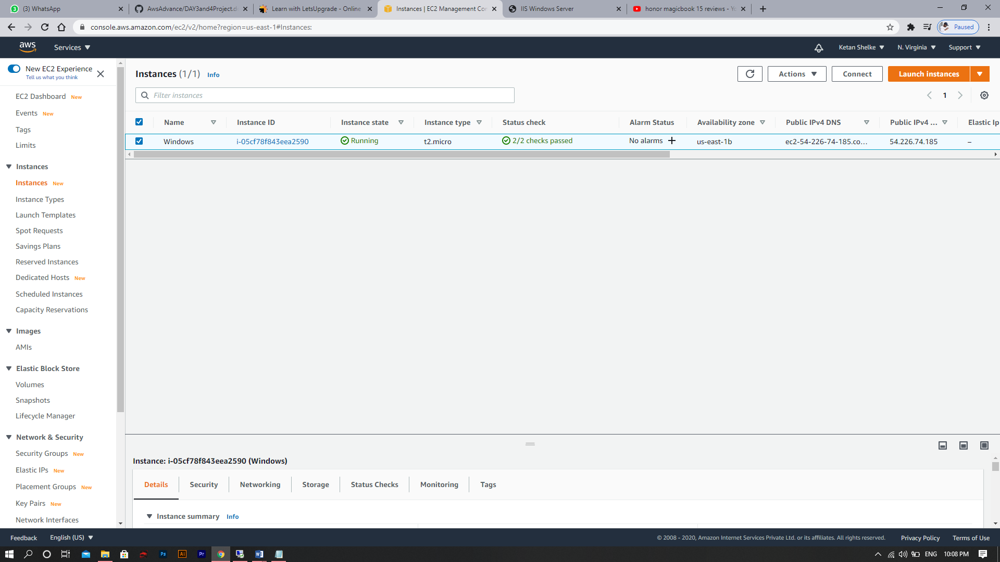 (3) WhatsApp
AwsAdvance/DAY3and4Project.d
Learn with LetsUpgrade - Online
Instances | EC2 Management Con
IIS Windows Server
honor magicbook 15 reviews - Yo
console.aws.amazon.com/ec2/v2/home?region=us-east-1#Instances:
Paused
aws
Services
Ketan Shelke
N. Virginia
Support
New EC2 Experience
Tell us what you think
EC2 Dashboard New
Events New
Tags
Limits
Instances
Instances New
Instance Types
Launch Templates
Spot Requests
Savings Plans
Reserved Instances
Dedicated Hosts New
Scheduled Instances
Capacity Reservations
Images
AMIs
Elastic Block Store
Volumes
Snapshots
Lifecycle Manager
Network & Security
Security Groups New
Elastic IPs New
Placement Groups New
Key Pairs New
Network Interfaces
Instances (1/1) Info
Actions
Connect
Launch instances
Filter instances
1
Name Instance ID Instance state Instance type Status check Alarm Status Availability zone Public IPv4 DNS Public IPv4 ... Elastic Ip
Windows i-05cf78f843eea2590 Running t2.micro 2/2 checks passed No alarms + us-east-1b ec2-54-226-74-185.co... 54.226.74.185 –
Instance: i-05cf78f843eea2590 (Windows)
Details Security Networking Storage Status Checks Monitoring Tags
Instance summary Info
Feedback English (US) © 2008 - 2020, Amazon Internet Services Private Ltd. or its affiliates. All rights reserved. Privacy Policy Terms of Use
Ps Ai Pr ENG 10:08 PM